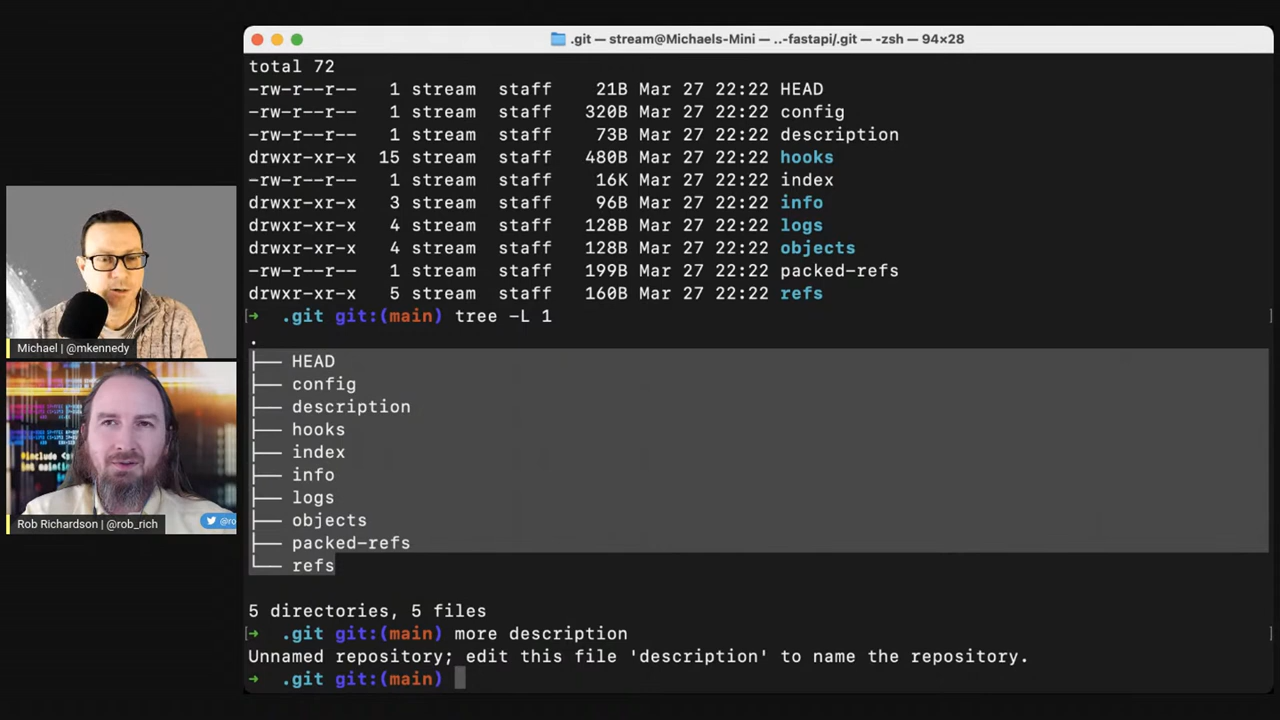 .git — stream@Michaels-Mini — ..-fastapi/.git — -zsh — 94×28
total 72
-rw-r--r-- 1 stream staff 21B Mar 27 22:22 HEAD
-rw-r--r-- 1 stream staff 320B Mar 27 22:22 config
-rw-r--r-- 1 stream staff 73B Mar 27 22:22 description
drwxr-xr-x 15 stream staff 480B Mar 27 22:22 hooks
-rw-r--r-- 1 stream staff 16K Mar 27 22:22 index
drwxr-xr-x 3 stream staff 96B Mar 27 22:22 info
drwxr-xr-x 4 stream staff 128B Mar 27 22:22 logs
drwxr-xr-x 4 stream staff 128B Mar 27 22:22 objects
-rw-r--r-- 1 stream staff 199B Mar 27 22:22 packed-refs
drwxr-xr-x 5 stream staff 160B Mar 27 22:22 refs
[➜ .git git:(main) tree -L 1 ]
.
├── HEAD
├── config
├── description
├── hooks
├── index
├── info
├── logs
├── objects
├── packed-refs
└── refs
5 directories, 5 files
[➜ .git git:(main) more description ]
Unnamed repository; edit this file 'description' to name the repository.
➜ .git git:(main)
Michael | @mkennedy
#include <s
int main(in
Rob Richardson | @rob_rich
@ro